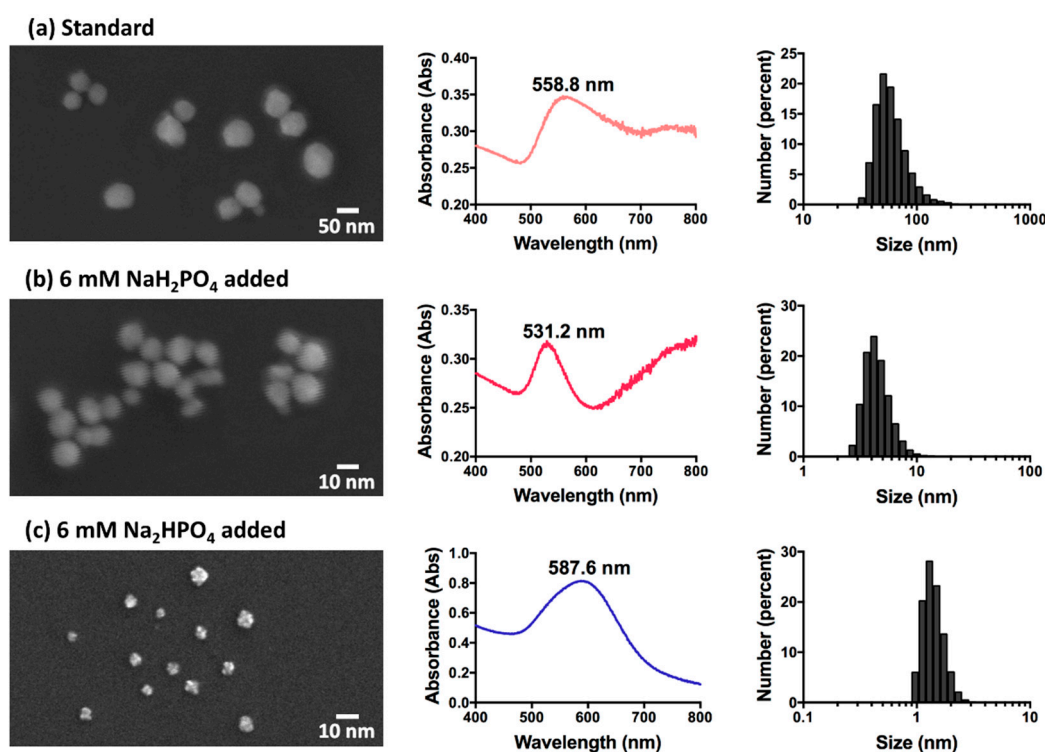 (a) Standard
50 nm
0.40
0.35
0.30
0.25
0.20
Absorbance (Abs)
558.8 nm
400 500 600 700 800
Wavelength (nm)
25
20
15
10
5
0
Number (percent)
10 100 1000
Size (nm)
(b) 6 mM NaH₂PO₄ added
10 nm
0.35
0.30
0.25
0.20
Absorbance (Abs)
531.2 nm
400 500 600 700 800
Wavelength (nm)
30
20
10
0
Number (percent)
1 10 100
Size (nm)
(c) 6 mM Na₂HPO₄ added
10 nm
1.0
0.8
0.6
0.4
0.2
0.0
Absorbance (Abs)
587.6 nm
400 500 600 700 800
Wavelength (nm)
30
20
10
0
Number (percent)
0.1 1 10
Size (nm)